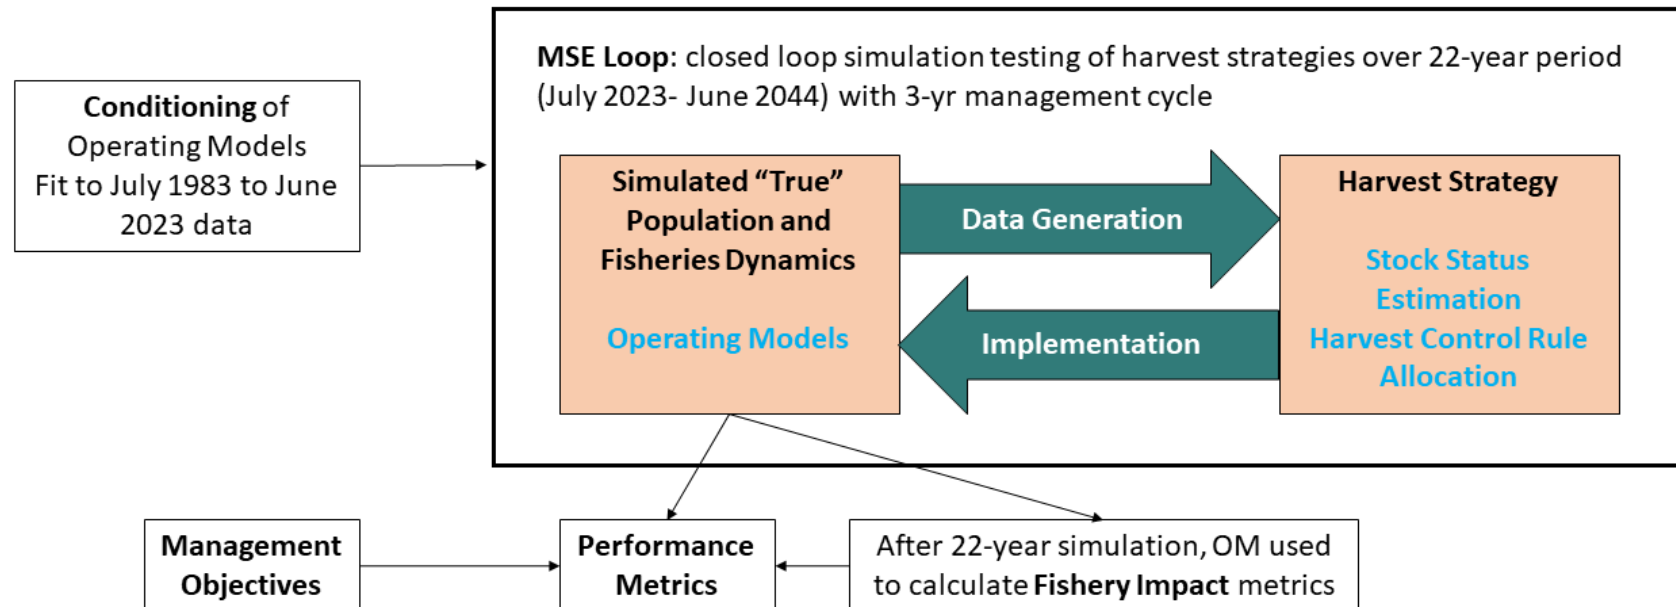 MSE Loop: closed loop simulation testing of harvest strategies over 22-year period
(July 2023- June 2044) with 3-yr management cycle
Conditioning of
Operating Models
Fit to July 1983 to June
2023 data
Simulated “True”
Population and
Fisheries Dynamics
Operating Models
Data Generation
Implementation
Harvest Strategy
Stock Status
Estimation
Harvest Control Rule
Allocation
Management
Objectives
Performance
Metrics
After 22-year simulation, OM used
to calculate Fishery Impact metrics